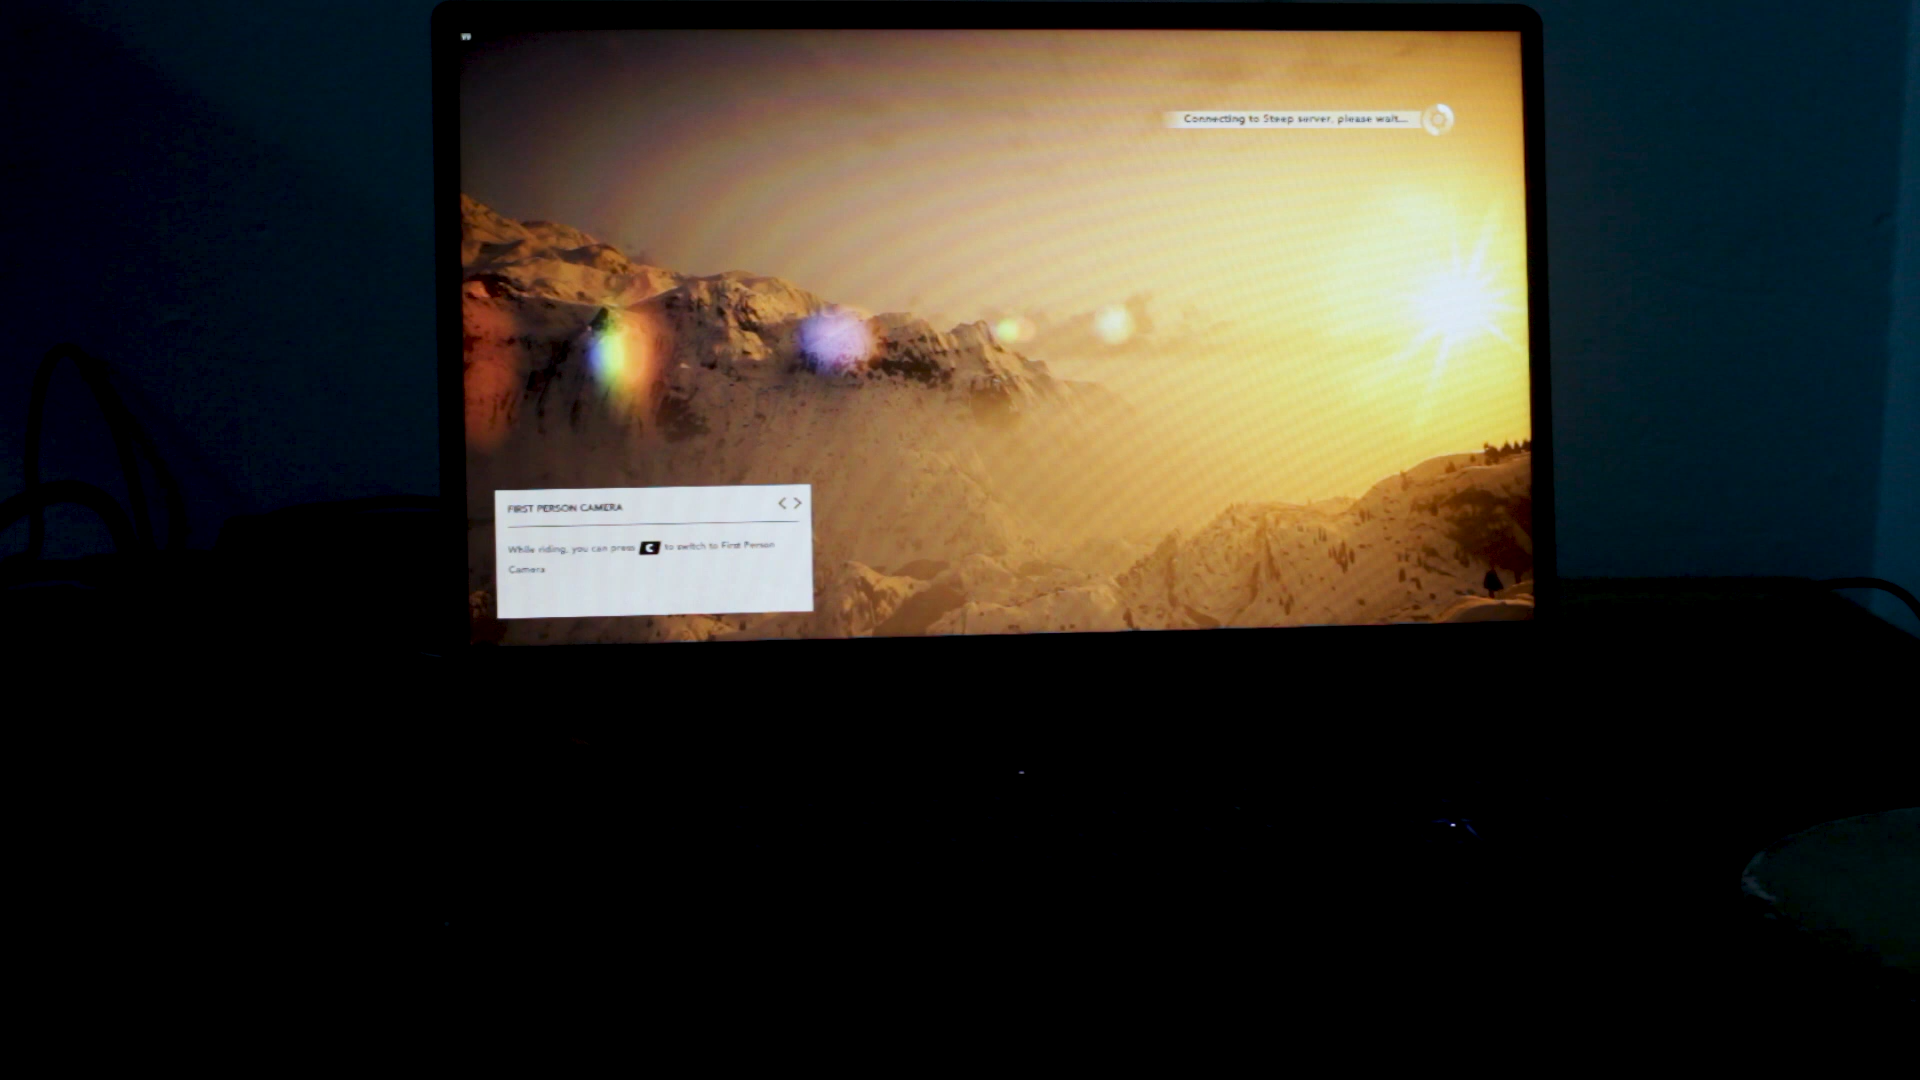 Connecting to Steep server, please wait...
FIRST PERSON CAMERA
While riding, you can press C to switch to First Person
Camera